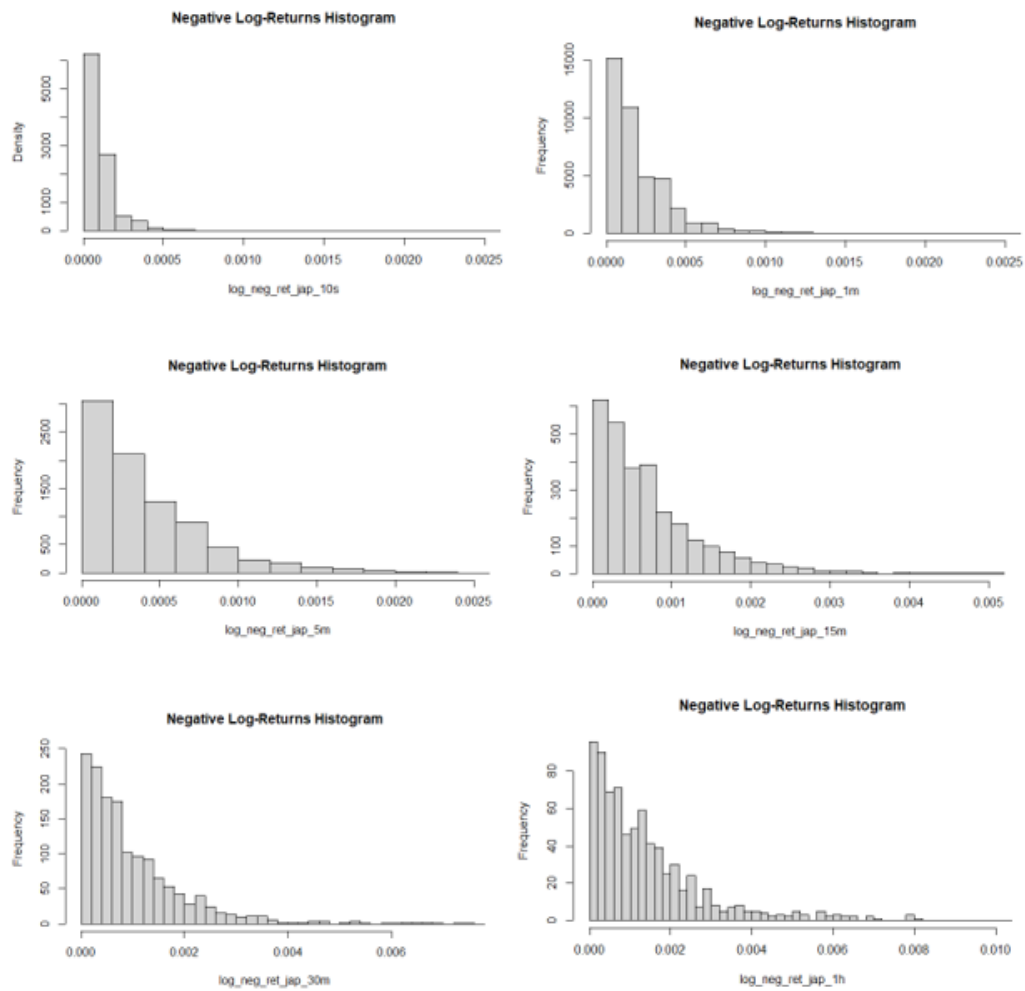 Negative Log-Returns Histogram
Density
0 1000 3000 5000
0.0000 0.0005 0.0010 0.0015 0.0020 0.0025
log_neg_ret_jap_10s
Negative Log-Returns Histogram
Frequency
0 5000 10000 15000
0.0000 0.0005 0.0010 0.0015 0.0020 0.0025
log_neg_ret_jap_1m
Negative Log-Returns Histogram
Frequency
0 500 1500 2500
0.0000 0.0005 0.0010 0.0015 0.0020 0.0025
log_neg_ret_jap_5m
Negative Log-Returns Histogram
Frequency
0 100 300 500
0.000 0.001 0.002 0.003 0.004 0.005
log_neg_ret_jap_15m
Negative Log-Returns Histogram
Frequency
0 50 100 150 200 250
0.000 0.002 0.004 0.006
log_neg_ret_jap_30m
Negative Log-Returns Histogram
Frequency
0 20 40 60 80
0.000 0.002 0.004 0.006 0.008 0.010
log_neg_ret_jap_1h